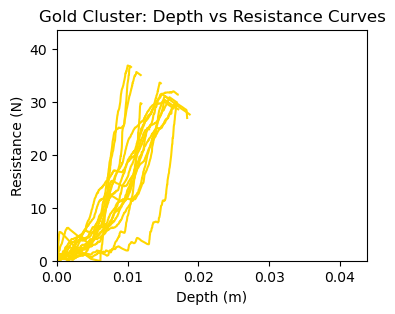 Gold Cluster: Depth vs Resistance Curves
Resistance (N)
40
30
20
10
0
0.00 0.01 0.02 0.03 0.04
Depth (m)